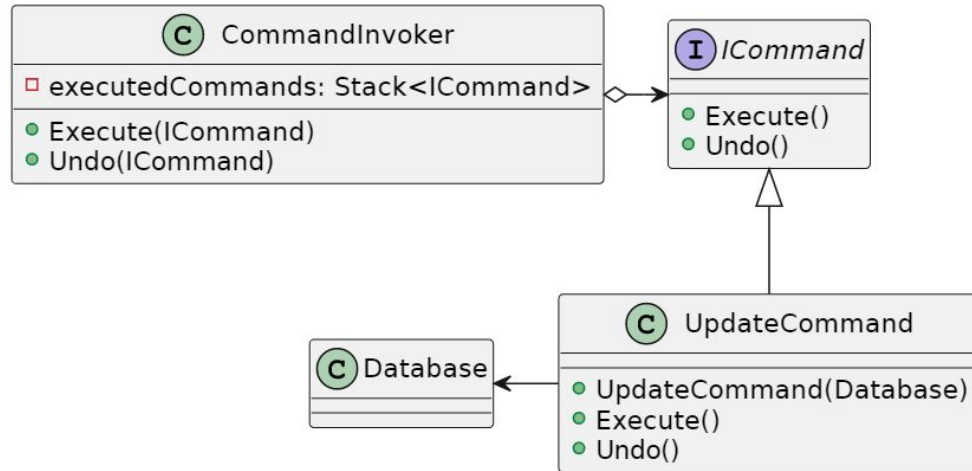 C CommandInvoker
executedCommands: Stack<ICommand>
Execute(ICommand)
Undo(ICommand)
I ICommand
Execute()
Undo()
C Database
C UpdateCommand
UpdateCommand(Database)
Execute()
Undo()